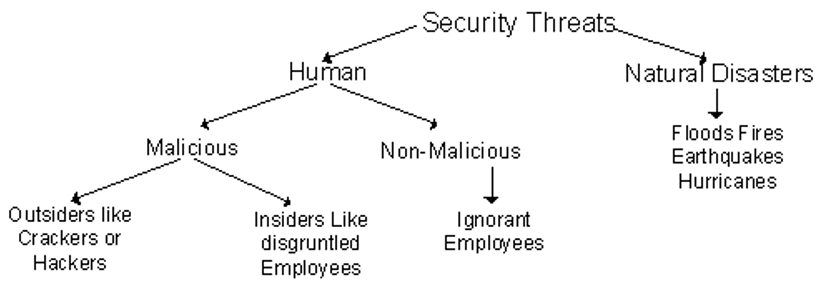 Security Threats
Human
Natural Disasters
Malicious
Non-Malicious
Floods Fires
Earthquakes
Hurricanes
Outsiders like
Crackers or
Hackers
Insiders Like
disgruntled
Employees
Ignorant
Employees